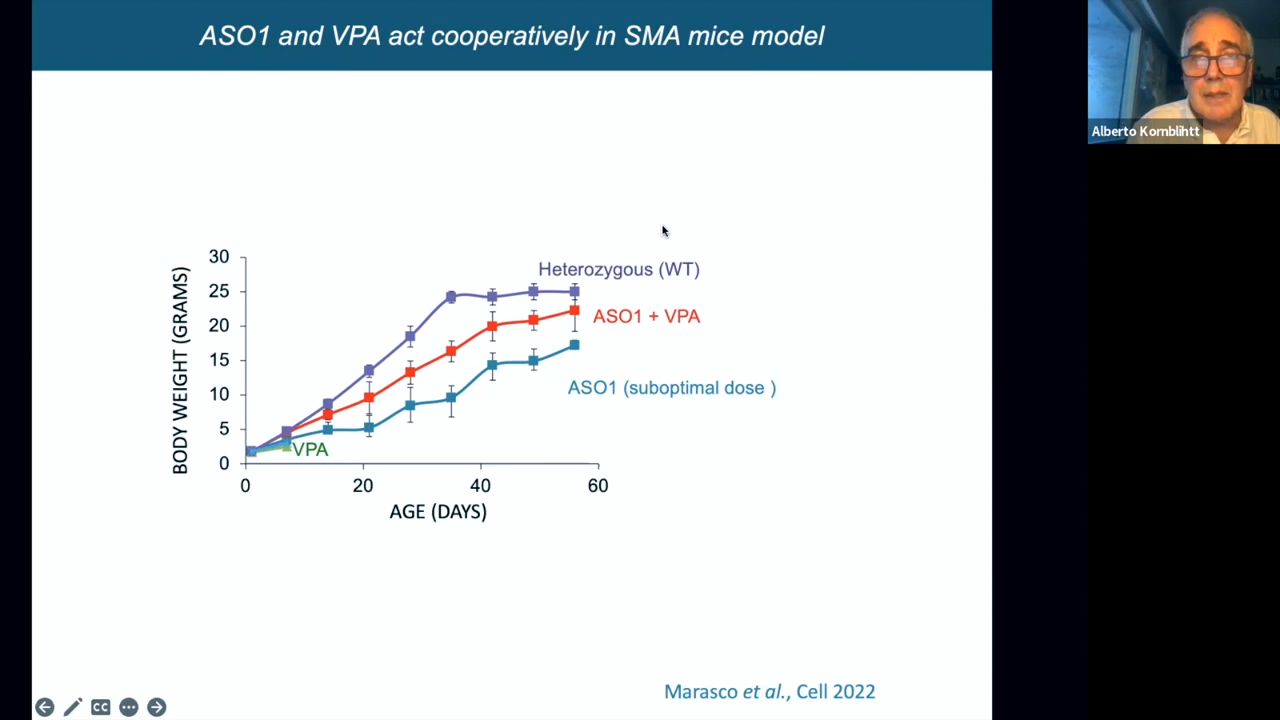 ASO1 and VPA act cooperatively in SMA mice model
Alberto Kornblihtt
BODY WEIGHT (GRAMS)
30
25
20
15
10
5
0
Heterozygous (WT)
ASO1 + VPA
ASO1 (suboptimal dose )
VPA
0 20 40 60
AGE (DAYS)
Marasco et al., Cell 2022
CC